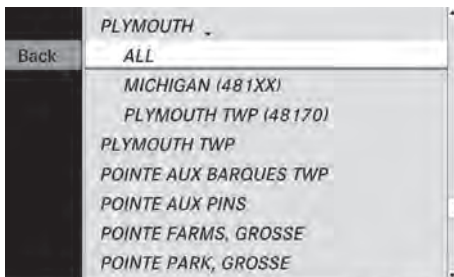 PLYMOUTH
Back
ALL
MICHIGAN (481XX)
PLYMOUTH TWP (48170)
PLYMOUTH TWP
POINTE AUX BARQUES TWP
POINTE AUX PINS
POINTE FARMS, GROSSE
POINTE PARK, GROSSE